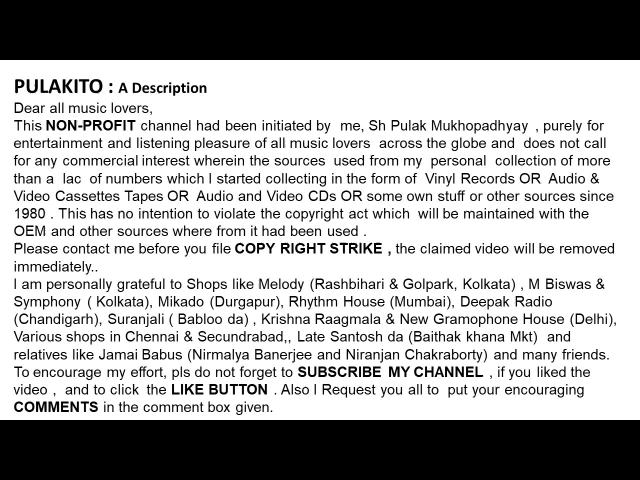 PULAKITO : A Description
Dear all music lovers,
This NON-PROFIT channel had been initiated by me, Sh Pulak Mukhopadhyay , purely for
entertainment and listening pleasure of all music lovers across the globe and does not call
for any commercial interest wherein the sources used from my personal collection of more
than a lac of numbers which I started collecting in the form of Vinyl Records OR Audio &
Video Cassettes Tapes OR Audio and Video CDs OR some own stuff or other sources since
1980 . This has no intention to violate the copyright act which will be maintained with the
OEM and other sources where from it had been used .
Please contact me before you file COPY RIGHT STRIKE , the claimed video will be removed
immediately..
I am personally grateful to Shops like Melody (Rashbihari & Golpark, Kolkata) , M Biswas &
Symphony ( Kolkata), Mikado (Durgapur), Rhythm House (Mumbai), Deepak Radio
(Chandigarh), Suranjali ( Babloo da) , Krishna Raagmala & New Gramophone House (Delhi),
Various shops in Chennai & Secundrabad,, Late Santosh da (Baithak khana Mkt) and
relatives like Jamai Babus (Nirmalya Banerjee and Niranjan Chakraborty) and many friends.
To encourage my effort, pls do not forget to SUBSCRIBE MY CHANNEL , if you liked the
video , and to click the LIKE BUTTON . Also I Request you all to put your encouraging
COMMENTS in the comment box given.